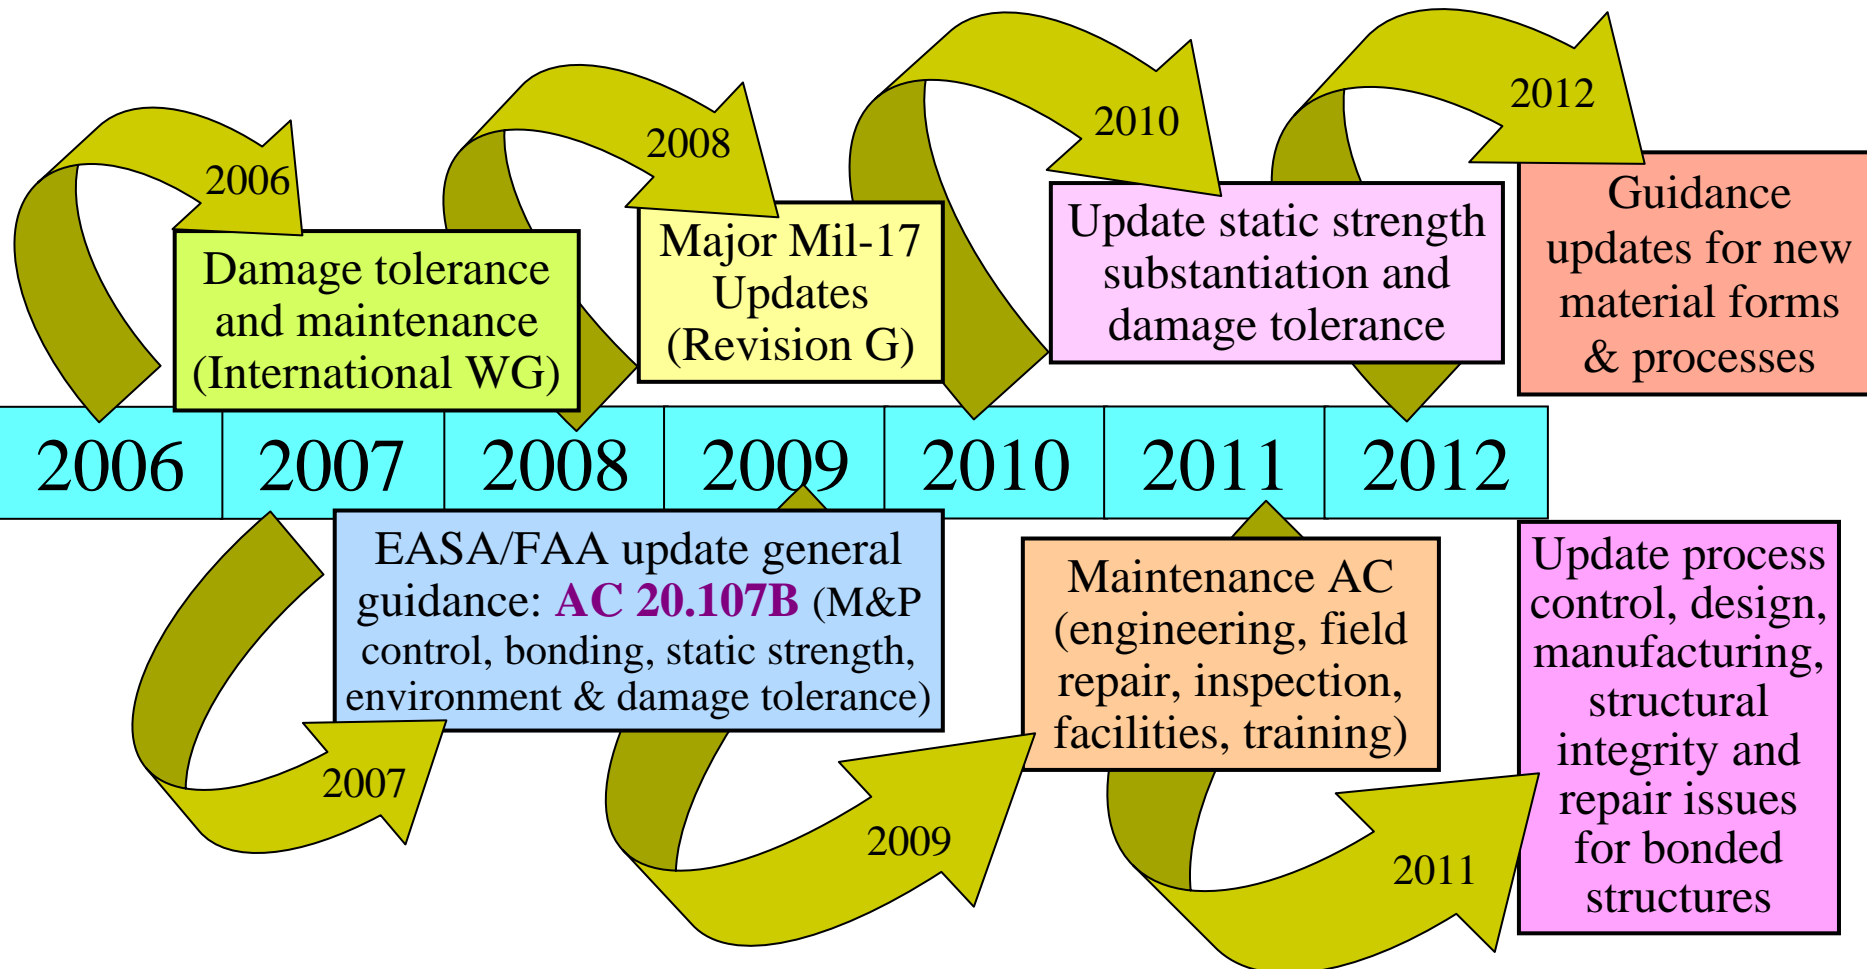 2006
Damage tolerance
and maintenance
(International WG)
2008
Major Mil-17
Updates
(Revision G)
2010
Update static strength
substantiation and
damage tolerance
2012
Guidance
updates for new
material forms
& processes
2006 2007 2008 2009 2010 2011 2012
EASA/FAA update general
guidance: AC 20.107B (M&P
control, bonding, static strength,
environment & damage tolerance)
2007
Maintenance AC
(engineering, field
repair, inspection,
facilities, training)
2009
Update process
control, design,
manufacturing,
structural
integrity and
repair issues
for bonded
structures
2011